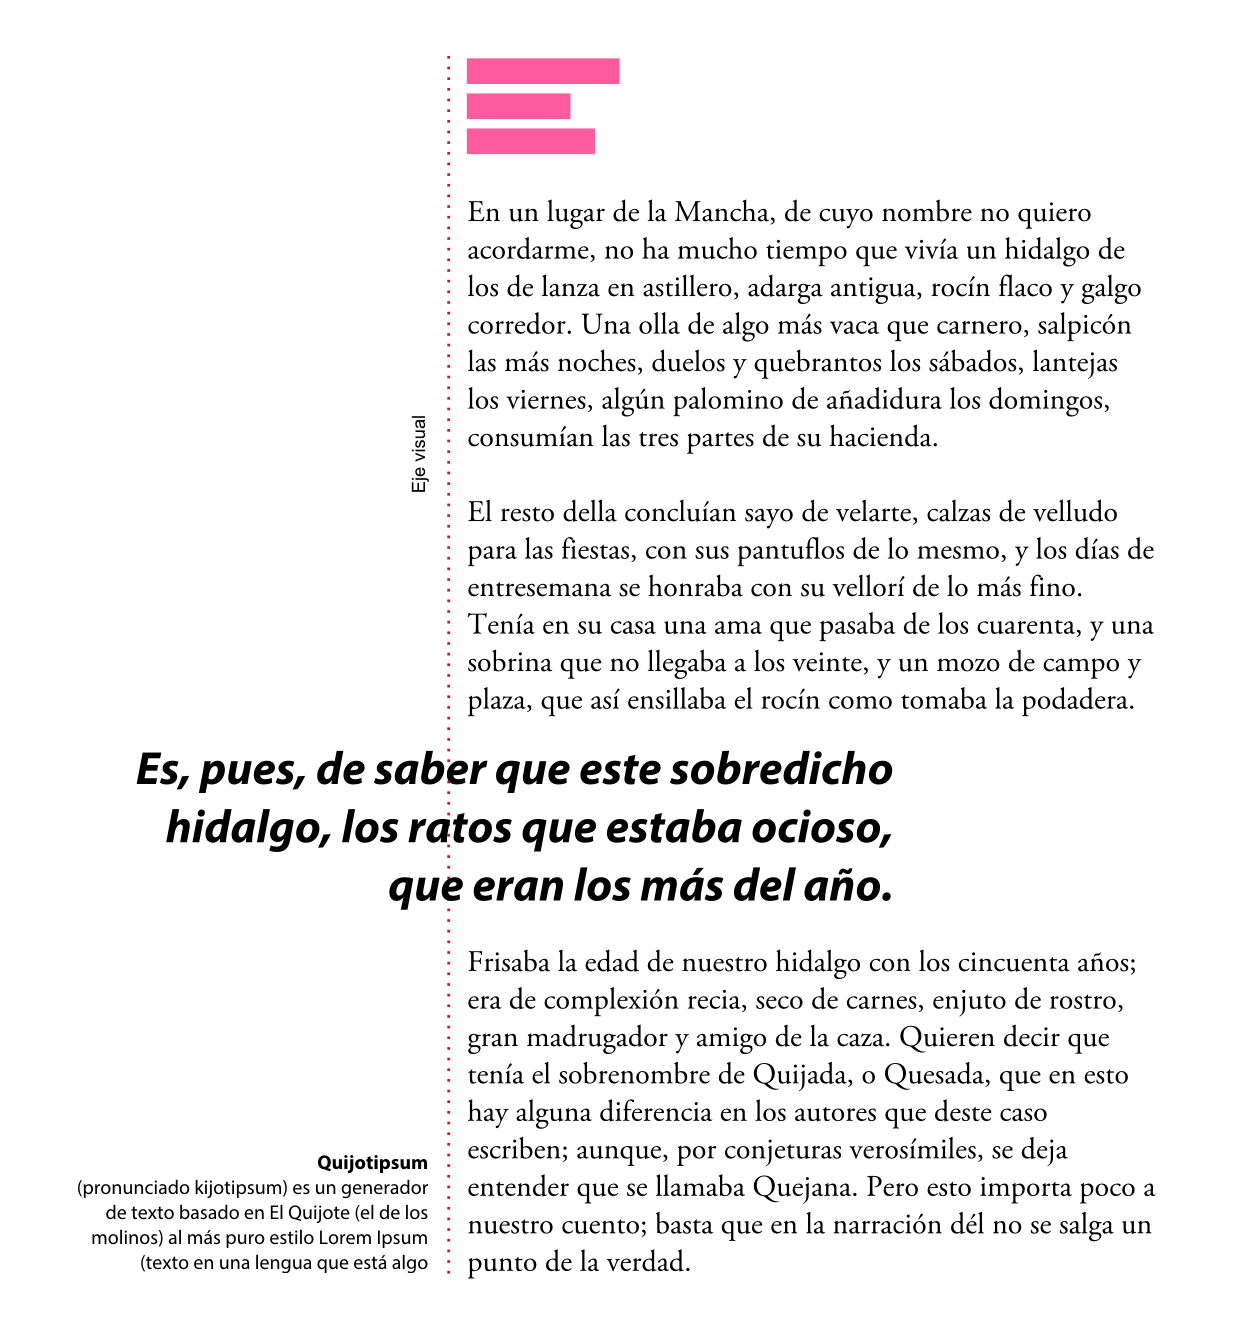 En un lugar de la Mancha, de cuyo nombre no quiero
acordarme, no ha mucho tiempo que vivía un hidalgo de
los de lanza en astillero, adarga antigua, rocín flaco y galgo
corredor. Una olla de algo más vaca que carnero, salpicón
las más noches, duelos y quebrantos los sábados, lantejas
los viernes, algún palomino de añadidura los domingos,
consumían las tres partes de su hacienda.
Eje visual
El resto della concluían sayo de velarte, calzas de velludo
para las fiestas, con sus pantuflos de lo mesmo, y los días de
entresemana se honraba con su vellorí de lo más fino.
Tenía en su casa una ama que pasaba de los cuarenta, y una
sobrina que no llegaba a los veinte, y un mozo de campo y
plaza, que así ensillaba el rocín como tomaba la podadera.
Es, pues, de saber que este sobredicho
hidalgo, los ratos que estaba ocioso,
que eran los más del año.
Frisaba la edad de nuestro hidalgo con los cincuenta años;
era de complexión recia, seco de carnes, enjuto de rostro,
gran madrugador y amigo de la caza. Quieren decir que
tenía el sobrenombre de Quijada, o Quesada, que en esto
hay alguna diferencia en los autores que deste caso
escriben; aunque, por conjeturas verosímiles, se deja
entender que se llamaba Quejana. Pero esto importa poco a
nuestro cuento; basta que en la narración dél no se salga un
punto de la verdad.
Quijotipsum
(pronunciado kijotipsum) es un generador
de texto basado en El Quijote (el de los
molinos) al más puro estilo Lorem Ipsum
(texto en una lengua que está algo